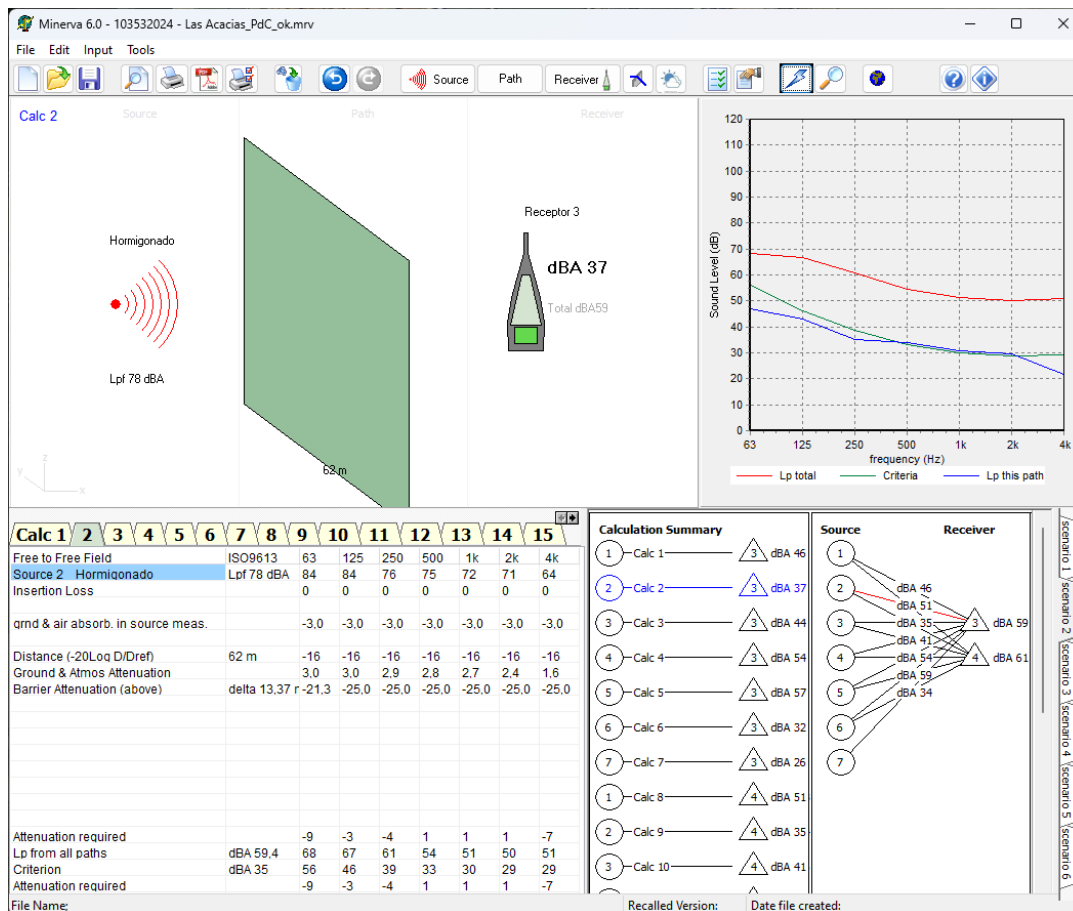 Minerva 6.0 - 103532024 - Las Acacias_PdC_ok.mrv
File Edit Input Tools
Source Path Receiver
Calc 2 Source Path Receiver
Receptor 3
Hormigonado
dBA 37
Total dBA59
Lpf 78 dBA
62 m
z
y
x
120
110
100
90
80
70
60
50
40
30
20
10
0
Sound Level (dB)
63 125 250 500 1k 2k 4k
frequency (Hz)
Lp total Criteria Lp this path
Calc 1 2 3 4 5 6 7 8 9 10 11 12 13 14 15
Free to Free Field ISO9613 63 125 250 500 1k 2k 4k
Source 2 Hormigonado Lpf 78 dBA 84 84 76 75 72 71 64
Insertion Loss 0 0 0 0 0 0 0
grnd & air absorb. in source meas. -3,0 -3,0 -3,0 -3,0 -3,0 -3,0 -3,0
Distance (-20Log D/Dref) 62 m -16 -16 -16 -16 -16 -16 -16
Ground & Atmos Attenuation 3,0 3,0 2,9 2,8 2,7 2,4 1,6
Barrier Attenuation (above) delta 13,37 r -21,3 -25,0 -25,0 -25,0 -25,0 -25,0 -25,0
Attenuation required -9 -3 -4 1 1 1 -7
Lp from all paths dBA 59,4 68 67 61 54 51 50 51
Criterion dBA 35 56 46 39 33 30 29 29
Attenuation required -9 -3 -4 1 1 1 -7
Calculation Summary
1 Calc 1 3 dBA 46
2 Calc 2 3 dBA 37
3 Calc 3 3 dBA 44
4 Calc 4 3 dBA 54
5 Calc 5 3 dBA 57
6 Calc 6 3 dBA 32
7 Calc 7 3 dBA 26
1 Calc 8 4 dBA 51
2 Calc 9 4 dBA 35
3 Calc 10 4 dBA 41
Source Receiver
1
dBA 46
2 dBA 51
3 dBA 35 3 dBA 59
dBA 41
4 dBA 54 4 dBA 61
5 dBA 59
dBA 34
6
7
scenario 1
scenario 2
scenario 3
scenario 4
scenario 5
scenario 6
File Name; Recalled Version: Date file created: